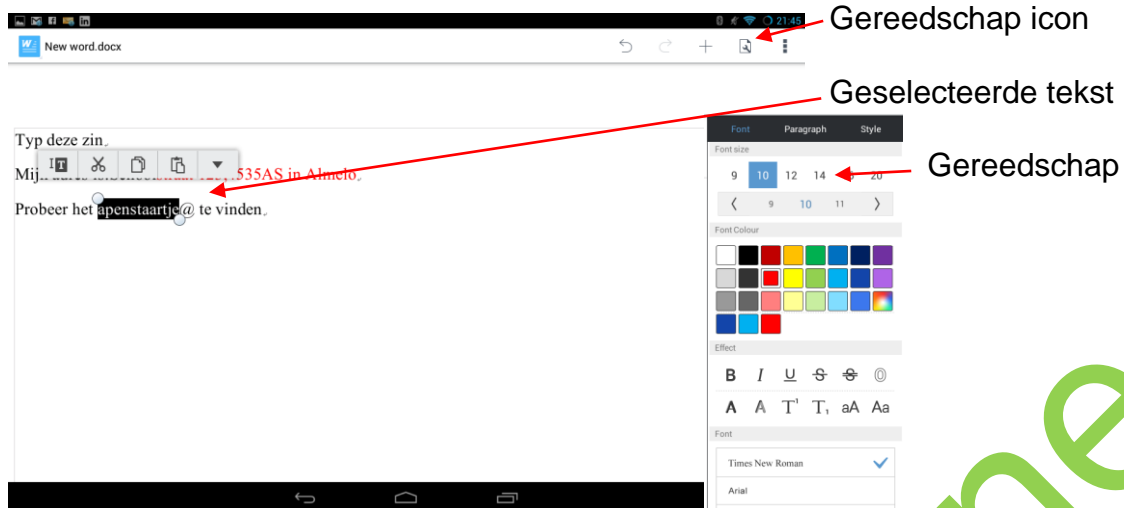 21:45
Gereedschap icon
New word.docx
Geselecteerde tekst
Font Paragraph Style
Typ deze zin.
Font size
Gereedschap
9 10 12 14 20
535AS in Almelo.
9 10 11
Probeer het apenstaartje@ te vinden.
Font Colour
Effect
B I U S S O
A A T¹ T₁ aA Aa
Font
Times New Roman
Arial
ne